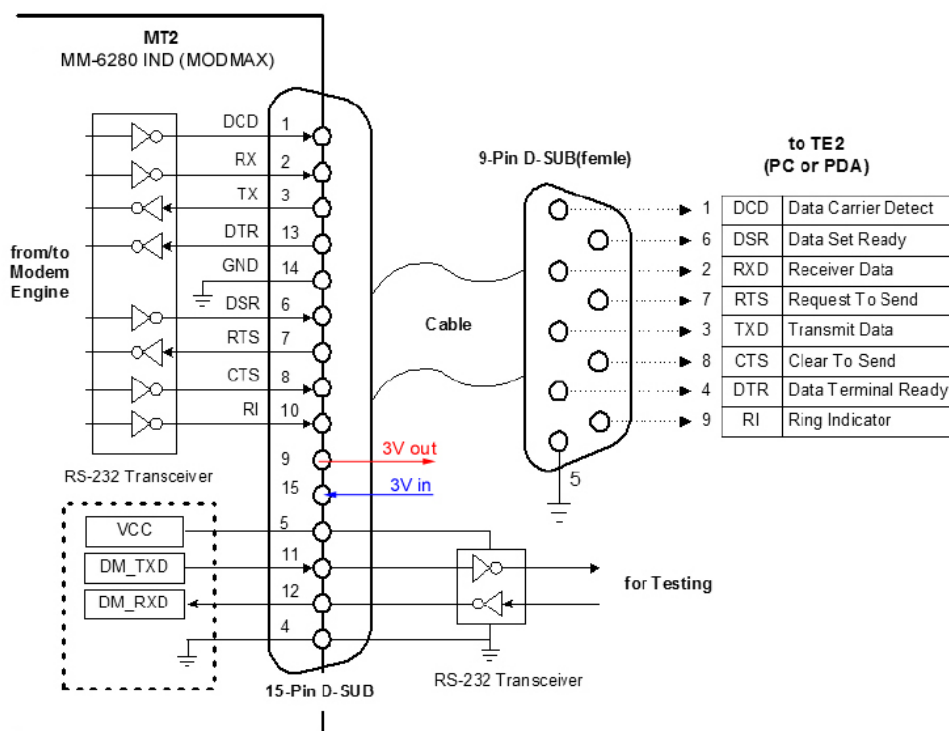 MT2
MM-6280 IND (MODMAX)
DCD 1
RX 2
TX 3
DTR 13
GND 14
DSR 6
RTS 7
CTS 8
RI 10
9 3V out
15 3V in
5
11
12
4
from/to
Modem
Engine
RS-232 Transceiver
VCC
DM_TXD
DM_RXD
15-Pin D-SUB
Cable
9-Pin D-SUB(femle)
5
to TE2
(PC or PDA)
1 DCD Data Carrier Detect
6 DSR Data Set Ready
2 RXD Receiver Data
7 RTS Request To Send
3 TXD Transmit Data
8 CTS Clear To Send
4 DTR Data Terminal Ready
9 RI Ring Indicator
for Testing
RS-232 Transceiver